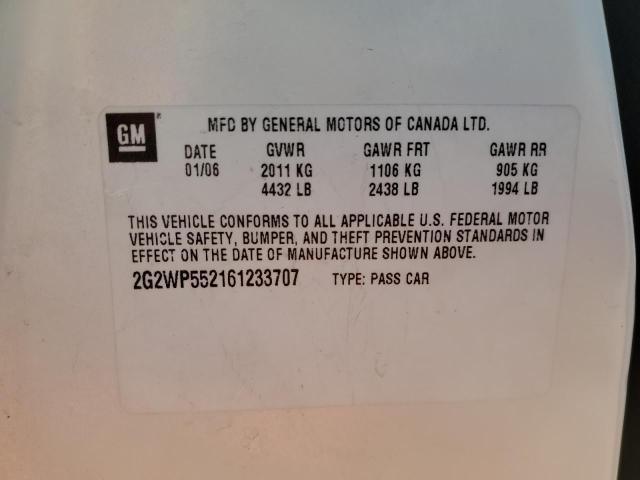 GM
MFD BY GENERAL MOTORS OF CANADA LTD.
DATE GVWR GAWR FRT GAWR RR
01/06 2011 KG 1106 KG 905 KG
4432 LB 2438 LB 1994 LB
THIS VEHICLE CONFORMS TO ALL APPLICABLE U.S. FEDERAL MOTOR
VEHICLE SAFETY, BUMPER, AND THEFT PREVENTION STANDARDS IN
EFFECT ON THE DATE OF MANUFACTURE SHOWN ABOVE.
2G2WP552161233707 TYPE: PASS CAR